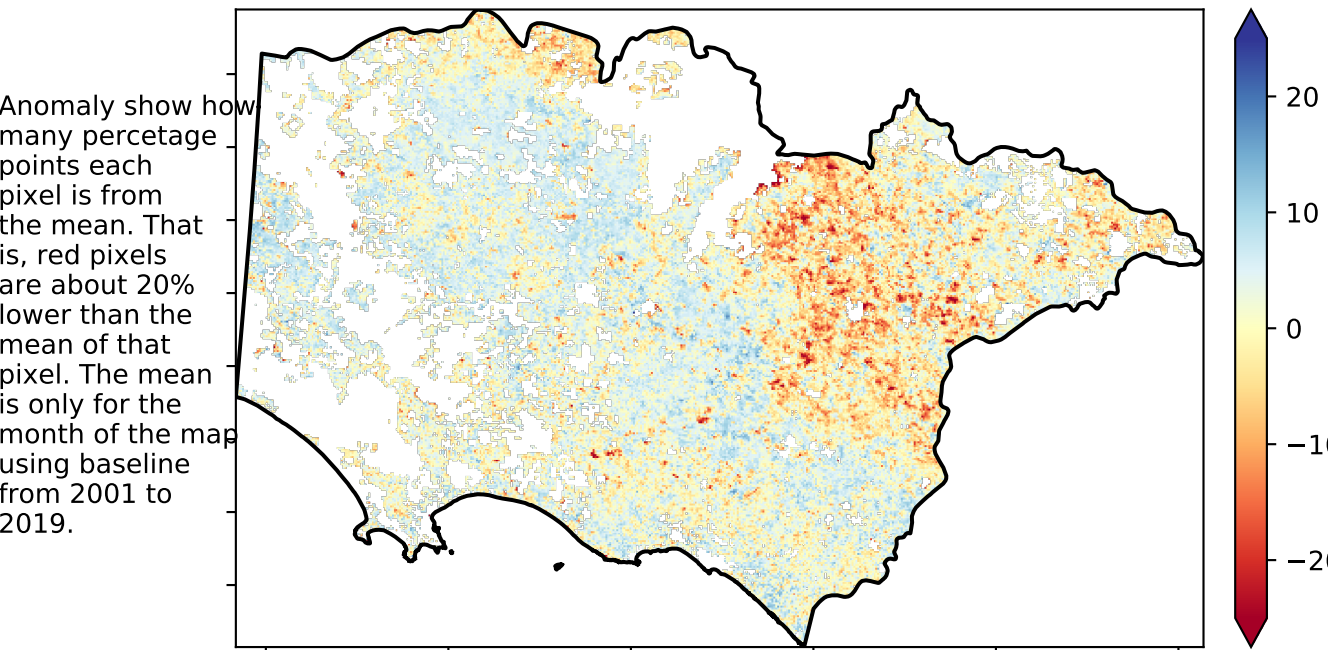 Anomaly show how
many percetage
points each
pixel is from
the mean. That
is, red pixels
are about 20%
lower than the
mean of that
pixel. The mean
is only for the
month of the map
using baseline
from 2001 to
2019.
20
10
0
−10
−20